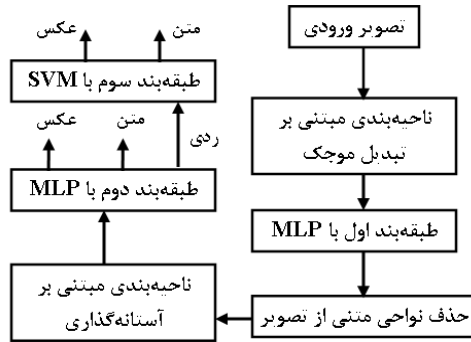 تصویر ورودی
ناحیه‌بندی مبتنی بر
تبدیل موجک
طبقه‌بند اول با MLP
حذف نواحی متنی از تصویر
ناحیه‌بندی مبتنی بر
آستانه‌گذاری
طبقه‌بند دوم با MLP
متن
عکس
ردی
طبقه‌بند سوم با SVM
متن
عکس